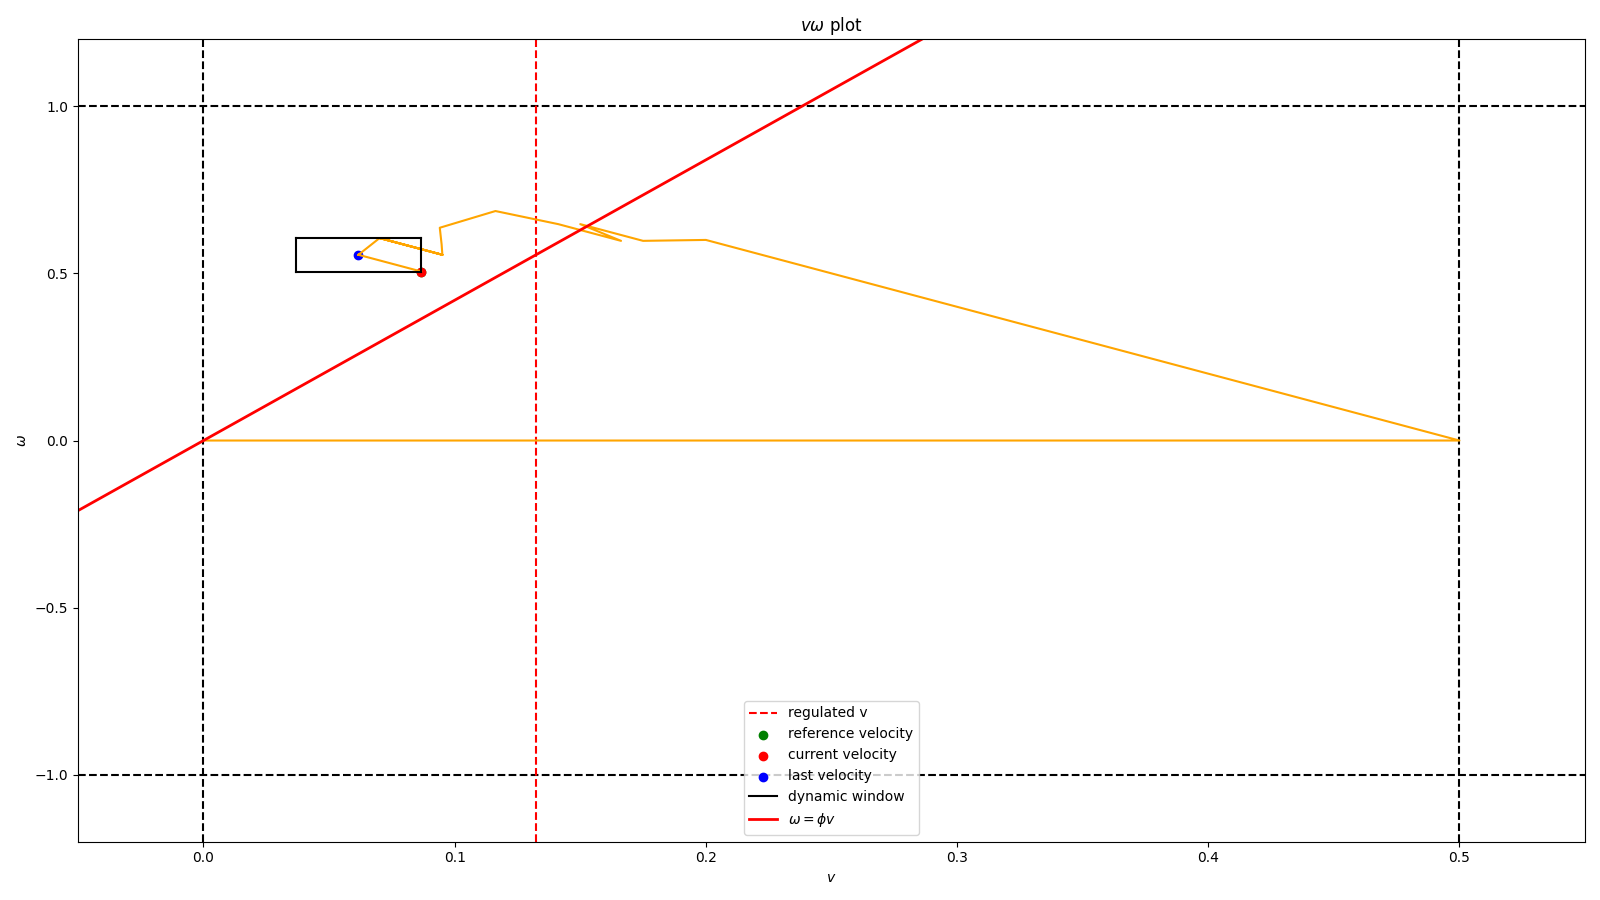 vω plot
1.0
0.5
0.0
−0.5
−1.0
ω
regulated v
reference velocity
current velocity
last velocity
dynamic window
ω = ϕv
0.0 0.1 0.2 0.3 0.4 0.5
v